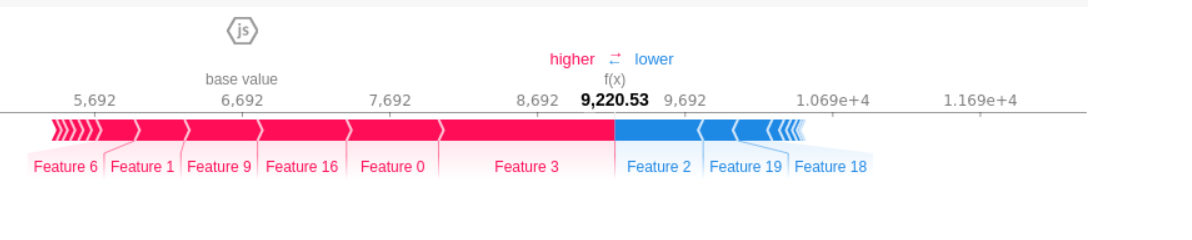 js
higher → ← lower
base value f(x)
5,692 6,692 7,692 8,692 9,220.53 9,692 1.069e+4 1.169e+4
Feature 6 Feature 1 Feature 9 Feature 16 Feature 0 Feature 3 Feature 2 Feature 19 Feature 18